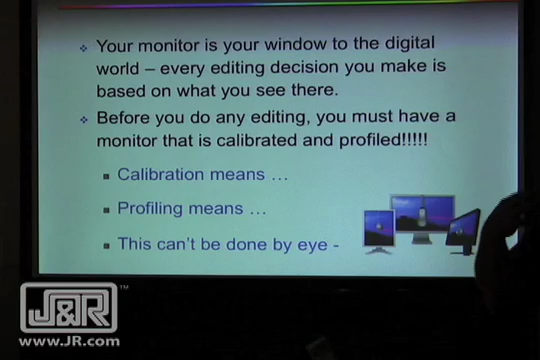 Your monitor is your window to the digital
world – every editing decision you make is
based on what you see there.
Before you do any editing, you must have a
monitor that is calibrated and profiled!!!!!
Calibration means …
Profiling means …
This can't be done by eye -
J&R™
www.JR.com